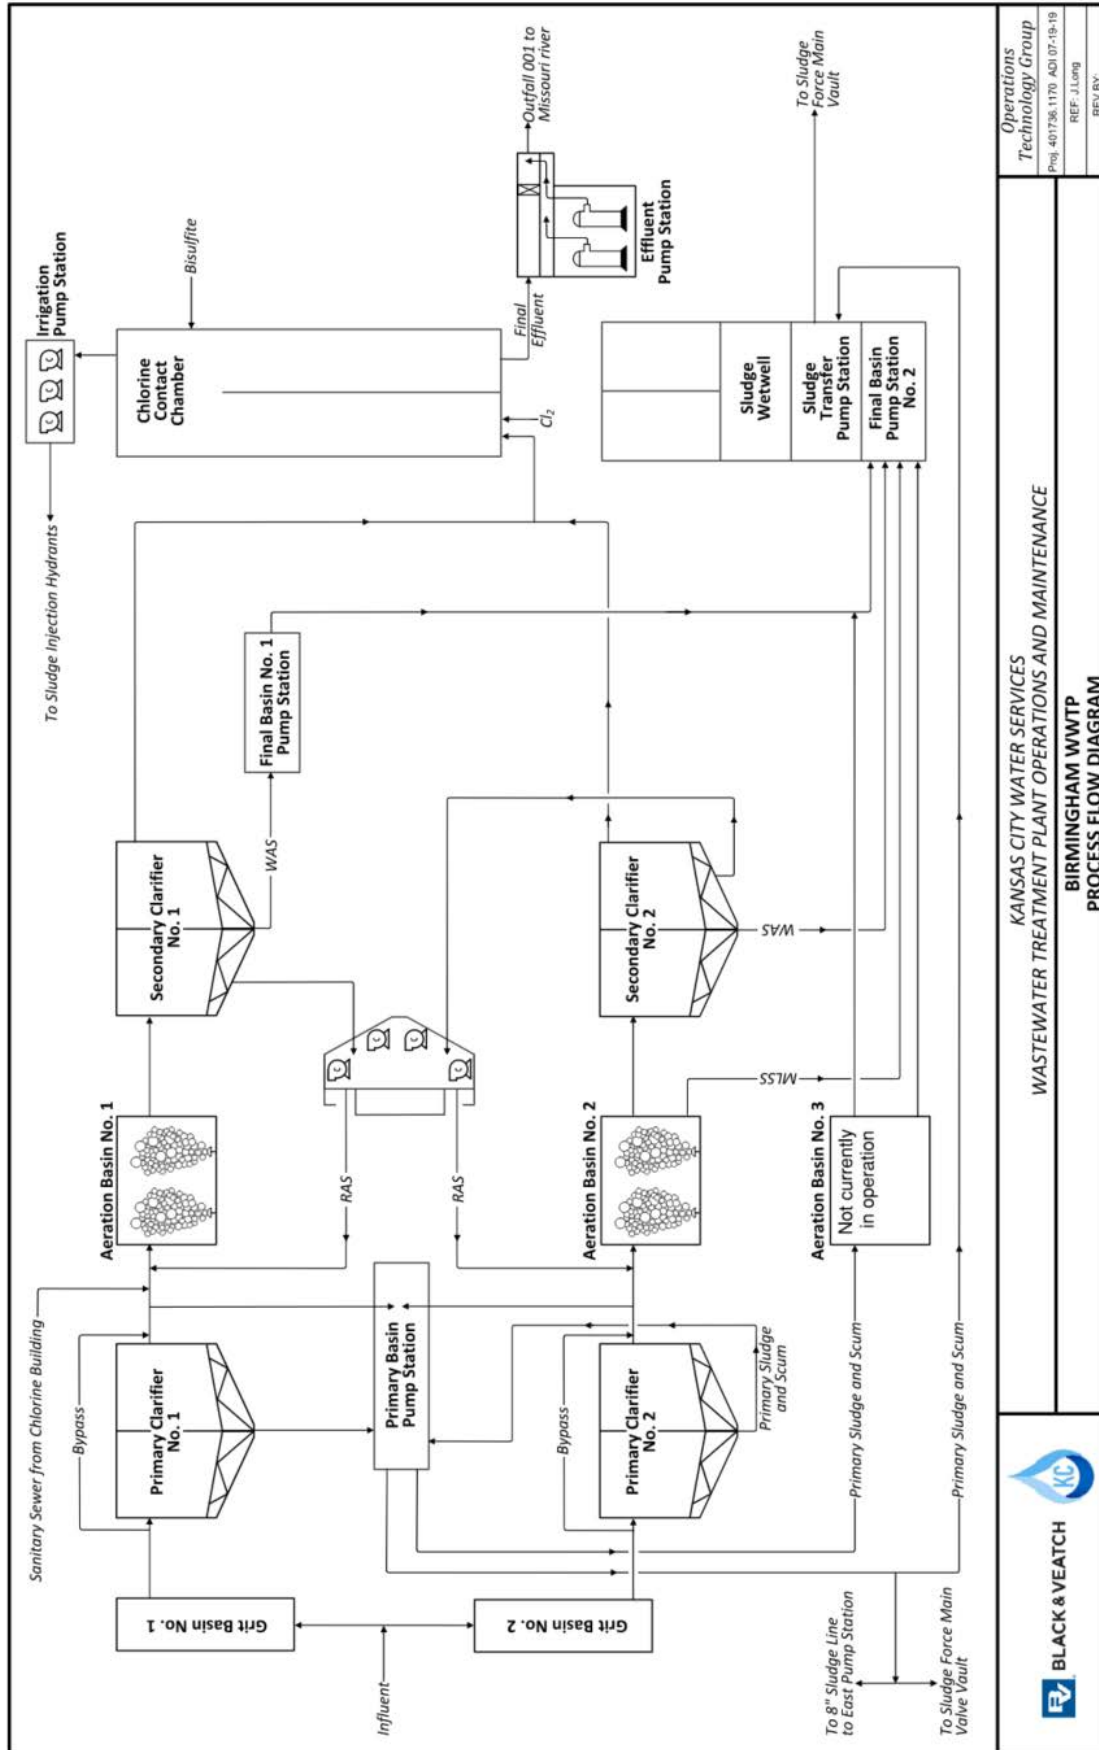 Sanitary Sewer from Chlorine Building
Bypass
Influent
Grit Basin No. 1
Grit Basin No. 2
Primary Clarifier
No. 1
Primary Basin
Pump Station
Bypass
Primary Clarifier
No. 2
Primary Sludge
and Scum
Aeration Basin No. 1
RAS
RAS
Aeration Basin No. 2
Aeration Basin No. 3
Not currently
in operation
MLSS
Secondary Clarifier
No. 1
WAS
Final Basin No. 1
Pump Station
Secondary Clarifier
No. 2
WAS
To Sludge Injection Hydrants
Irrigation
Pump Station
C
C
C
C
C
C
C
Chlorine
Contact
Chamber
Bisulfite
Cl₂
Final
Effluent
Effluent
Pump Station
Outfall 001 to
Missouri river
Sludge
Wetwell
Sludge
Transfer
Pump Station
Final Basin
Pump Station
No. 2
To Sludge
Force Main
Vault
Primary Sludge and Scum
Primary Sludge and Scum
To 8" Sludge Line
to East Pump Station
To Sludge Force Main
Valve Vault
BV
BLACK & VEATCH
KC
KANSAS CITY WATER SERVICES
WASTEWATER TREATMENT PLANT OPERATIONS AND MAINTENANCE
BIRMINGHAM WWTP
PROCESS FLOW DIAGRAM
Operations
Technology Group
Proj. 401736.1170 ADI 07-19-19
REF: J.Long
REV BY: